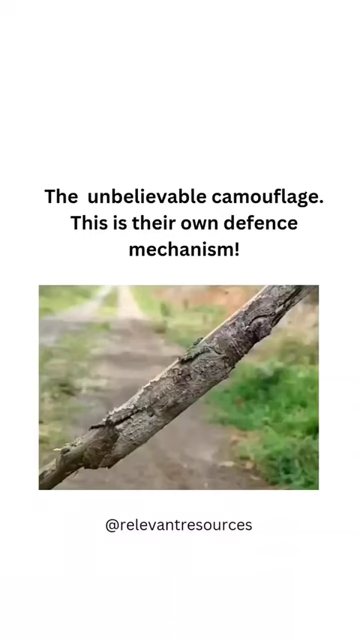 The unbelievable camouflage.
This is their own defence
mechanism!
@relevantresources